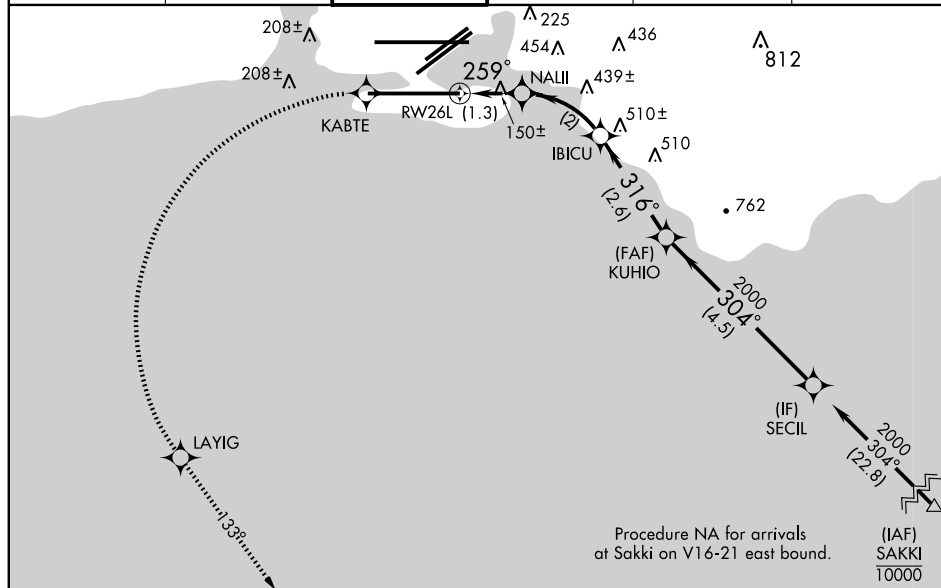 208±
225
454
436
812
208±
259°
NALII
439±
KABTE
RW26L
(1.3)
150±
(2)
510±
IBICU
510
316°
(2.6)
762
(FAF)
KUHIO
2000
304°
(4.5)
(IF)
SECIL
LAYIG
2000
304°
(22.8)
133°
Procedure NA for arrivals
at Sakki on V16-21 east bound.
(IAF)
SAKKI
10000